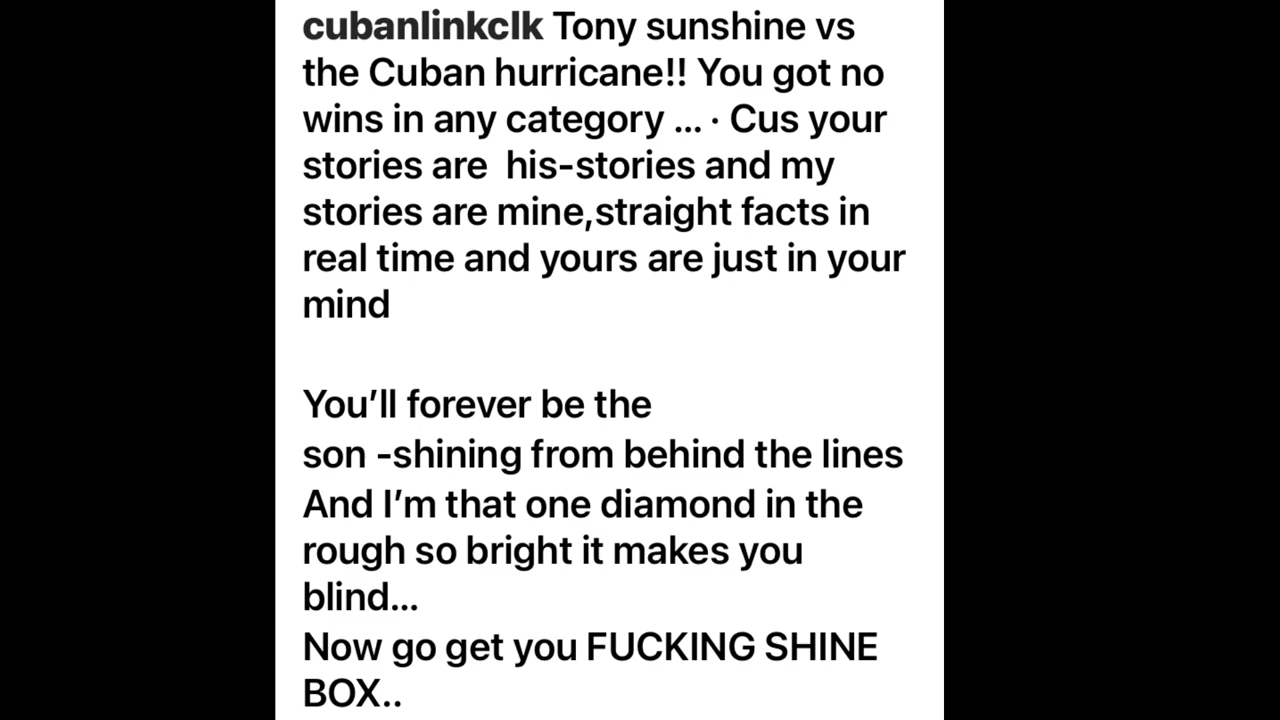 cubanlinkclk Tony sunshine vs
the Cuban hurricane!! You got no
wins in any category ... · Cus your
stories are  his-stories and my
stories are mine,straight facts in
real time and yours are just in your
mind
You’ll forever be the
son -shining from behind the lines
And I’m that one diamond in the
rough so bright it makes you
blind...
Now go get you FUCKING SHINE
BOX..